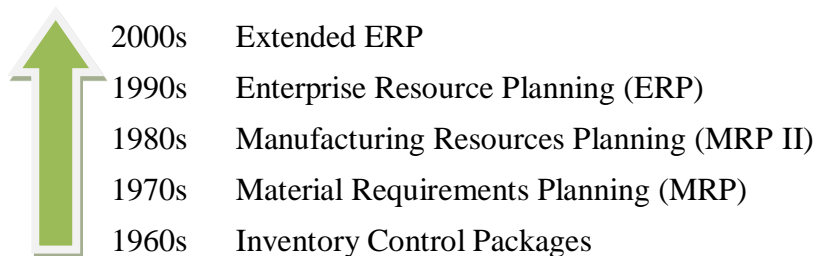 2000s Extended ERP
1990s Enterprise Resource Planning (ERP)
1980s Manufacturing Resources Planning (MRP II)
1970s Material Requirements Planning (MRP)
1960s Inventory Control Packages